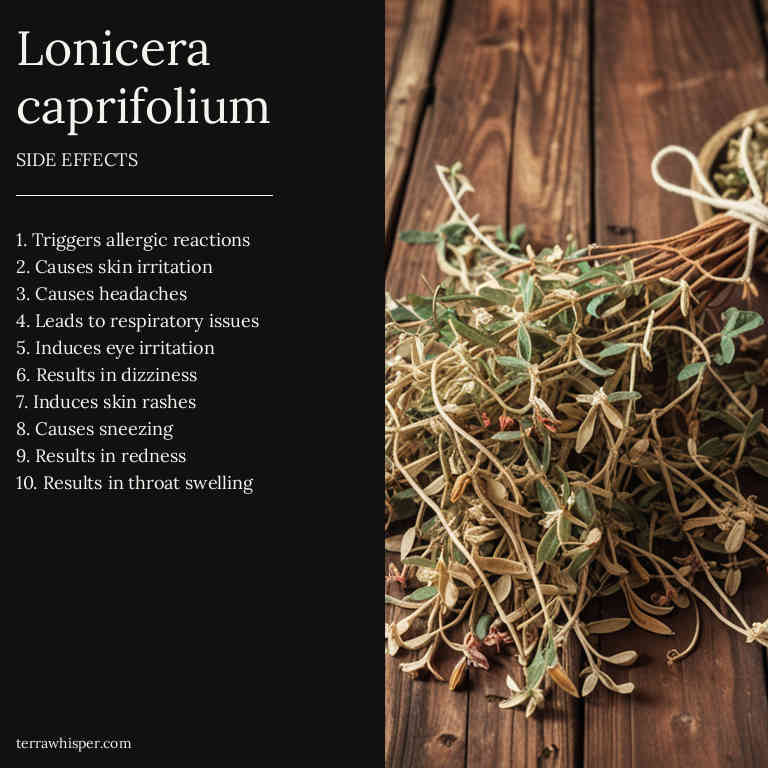 Lonicera
caprifolium
SIDE EFFECTS
1. Triggers allergic reactions
2. Causes skin irritation
3. Causes headaches
4. Leads to respiratory issues
5. Induces eye irritation
6. Results in dizziness
7. Induces skin rashes
8. Causes sneezing
9. Results in redness
10. Results in throat swelling
terrawhisper.com